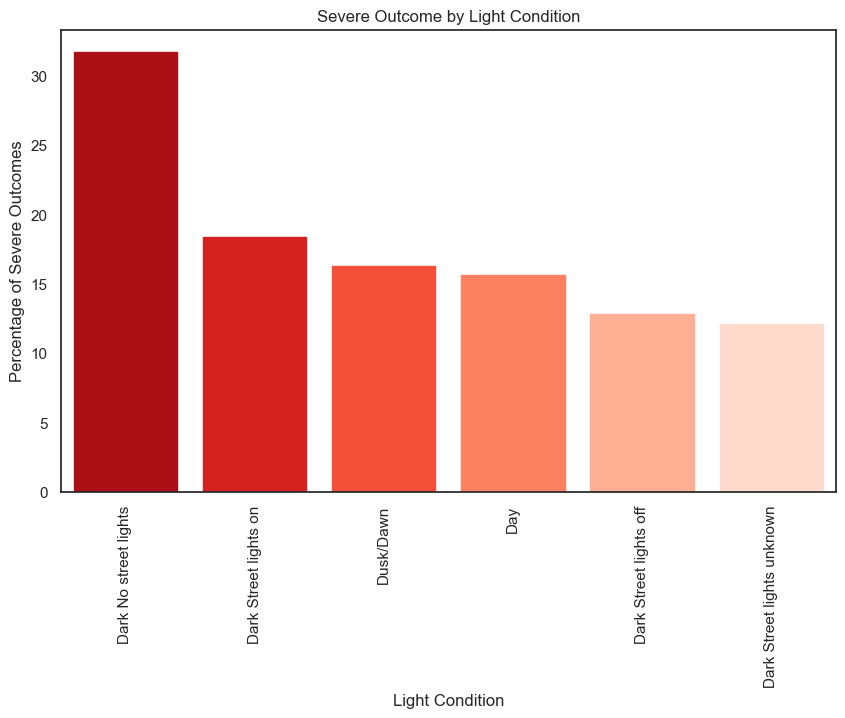 Severe Outcome by Light Condition
Percentage of Severe Outcomes
30
25
20
15
10
5
0
Dark No street lights
Dark Street lights on
Dusk/Dawn
Day
Dark Street lights off
Dark Street lights unknown
Light Condition